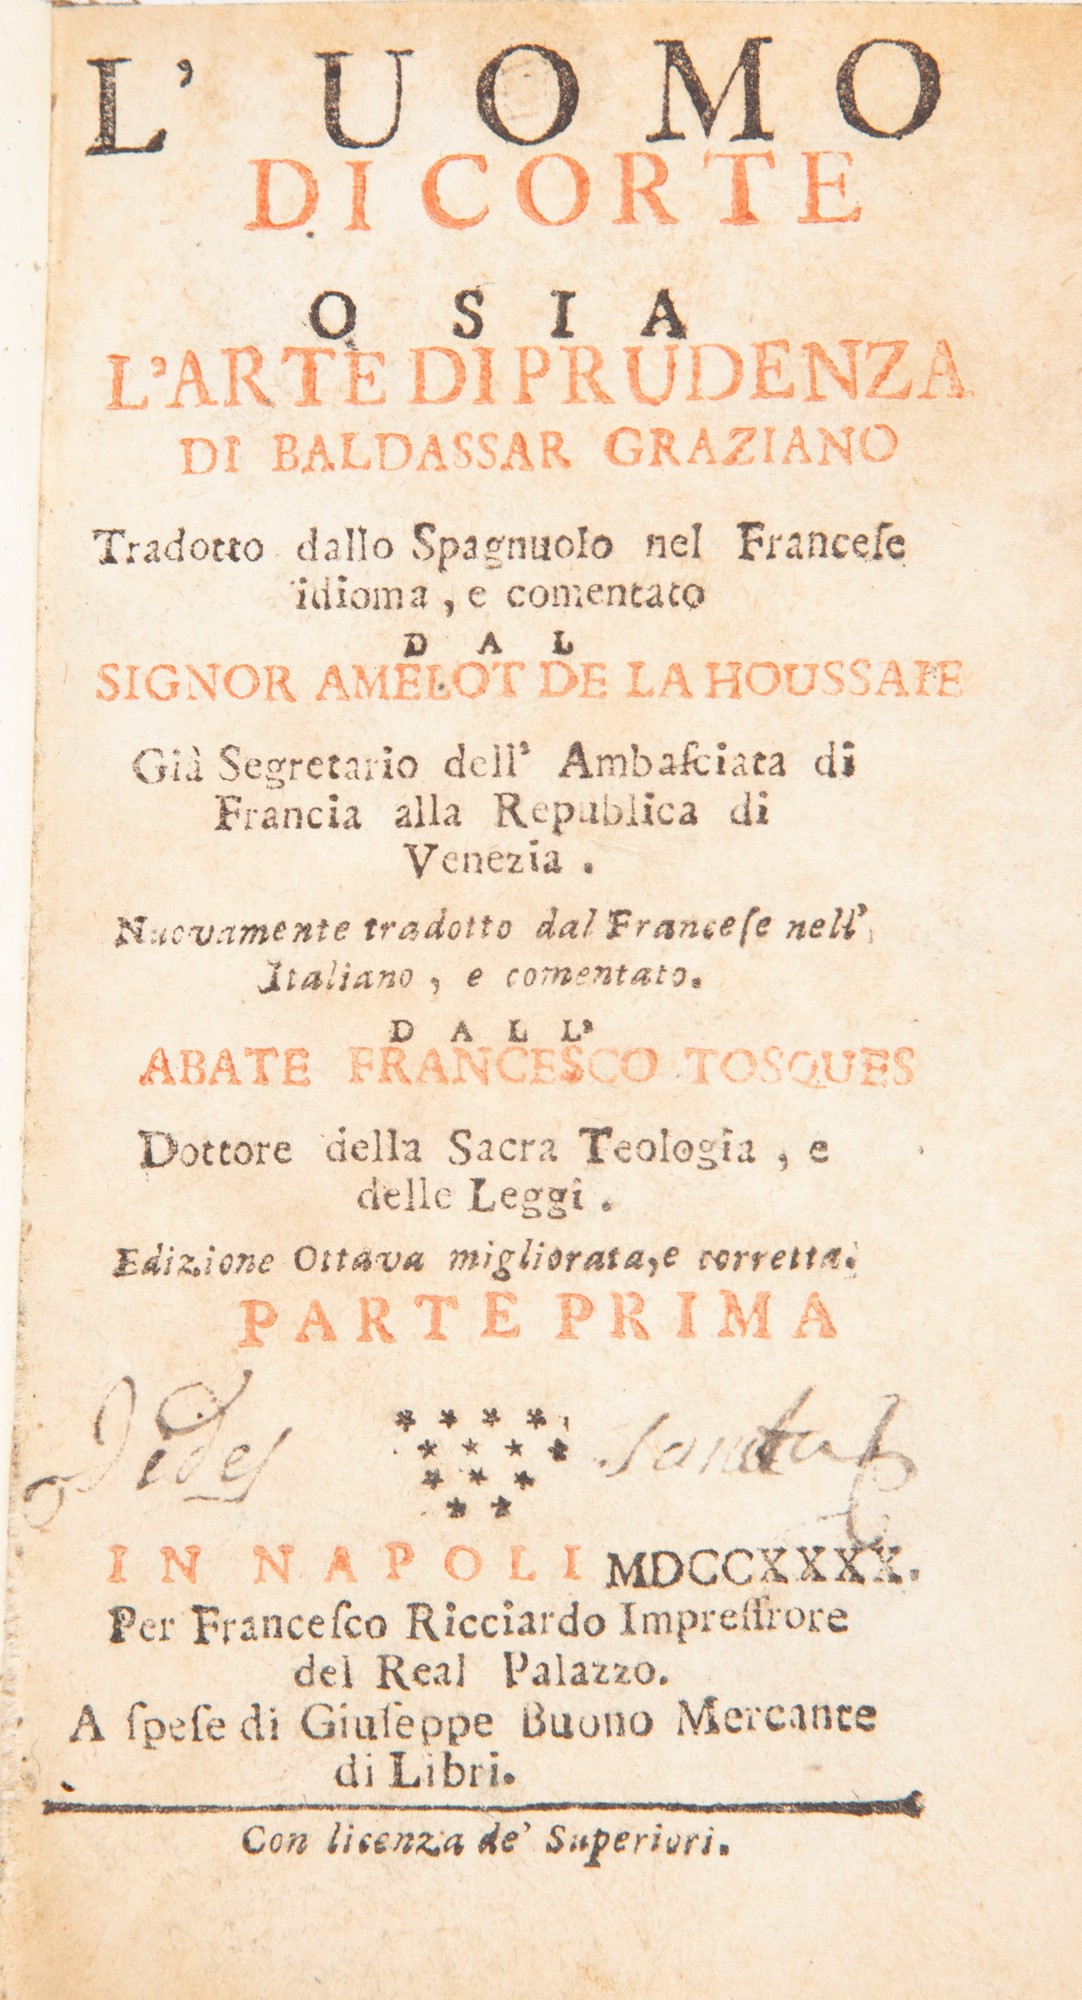 L' UOMO
DI CORTE
O SIA
L'ARTE DI PRUDENZA
DI BALDASSAR GRAZIANO
Tradotto dallo Spagnuolo nel Franceſe
idioma, e comentato
DAL
SIGNOR AMELOT DE LA HOUSSAIE
Già Segretario dell' Ambaſciata di
Francia alla Republica di
Venezia.
Nuovamente tradotto dal Franceſe nell'
Italiano, e comentato.
DALL'
ABATE FRANCESCO TOSQUES
Dottore della Sacra Teologia, e
delle Leggi.
Edizione Ottava migliorata, e corretta.
PARTE PRIMA
Fides sancta
IN NAPOLI MDCCXXXX.
Per Franceſco Ricciardo Impreſſrore
del Real Palazzo.
A ſpeſe di Giuſeppe Buono Mercante
di Libri.
Con licenza de' Superiori.